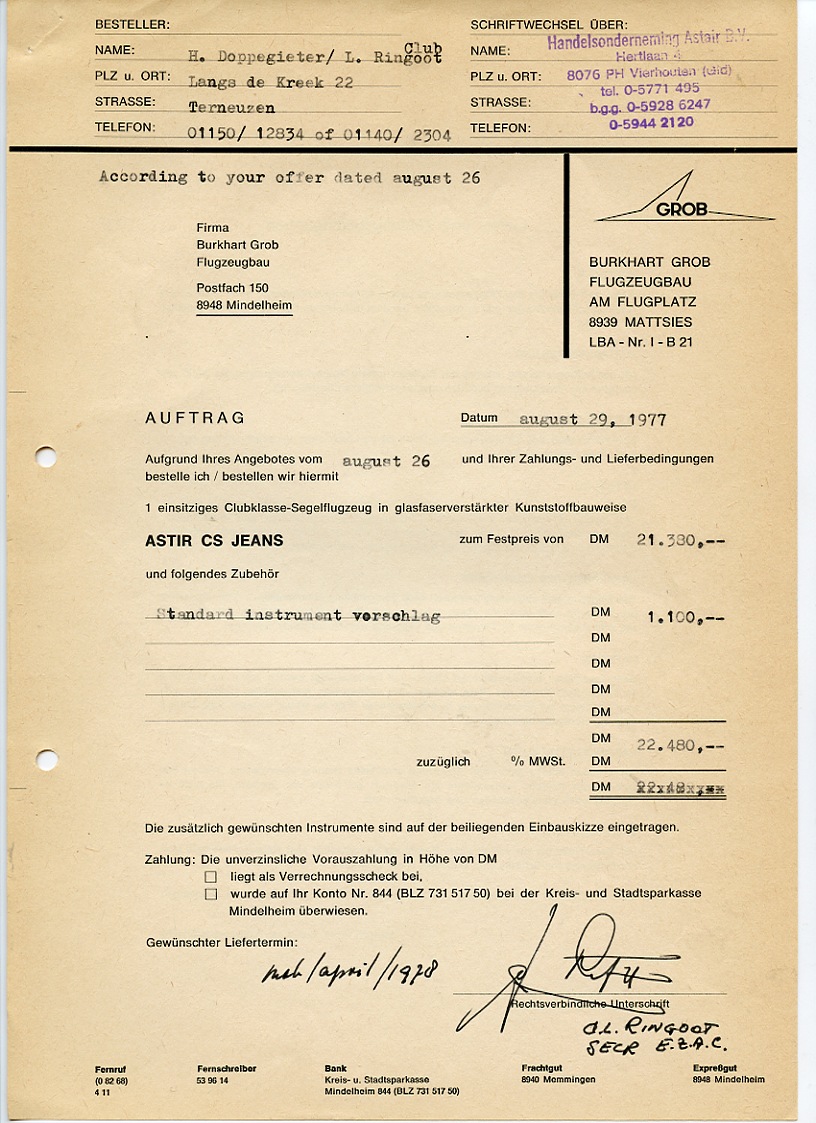 BESTELLER:
NAME: H. Doppegieter/ L. Ringoot Club
PLZ u. ORT: Langs de Kreek 22
STRASSE: Terneuzen
TELEFON: 01150/ 12834 of 01140/ 2304
SCHRIFTWECHSEL ÜBER:
NAME: Handelsonderneming Astair B.V.
Hertlaan 4
PLZ u. ORT: 8076 PH Vierhouten (Gld)
tel. 0-5771 495
STRASSE: b.g.g. 0-5928 6247
TELEFON: 0-5944 2120
According to your offer dated august 26
Firma
Burkhart Grob
Flugzeugbau
Postfach 150
8948 Mindelheim
GROB
BURKHART GROB
FLUGZEUGBAU
AM FLUGPLATZ
8939 MATTSIES
LBA - Nr. I - B 21
AUFTRAG
Datum august 29, 1977
Aufgrund Ihres Angebotes vom august 26 und Ihrer Zahlungs- und Lieferbedingungen
bestelle ich / bestellen wir hiermit
1 einsitziges Clubklasse-Segelflugzeug in glasfaserverstärkter Kunststoffbauweise
ASTIR CS JEANS zum Festpreis von DM 21.380,--
und folgendes Zubehör
Standard instrument vorschlag DM 1.100,--
DM
DM
DM
DM
DM 22.480,--
zuzüglich % MWSt. DM
DM
Die zusätzlich gewünschten Instrumente sind auf der beiliegenden Einbauskizze eingetragen.
Zahlung: Die unverzinsliche Vorauszahlung in Höhe von DM
☐ liegt als Verrechnungsscheck bei,
☐ wurde auf Ihr Konto Nr. 844 (BLZ 731 517 50) bei der Kreis- und Stadtsparkasse
Mindelheim überwiesen.
Gewünschter Liefertermin:
/april/1978
Rechtsverbindliche Unterschrift
RINGOOT
SECR E.Z.A.C.
Fernruf
(0 82 68)
4 11
Fernschreiber
53 96 14
Bank
Kreis- u. Stadtsparkasse
Mindelheim 844 (BLZ 731 517 50)
Frachtgut
8940 Memmingen
Expreßgut
8948 Mindelheim